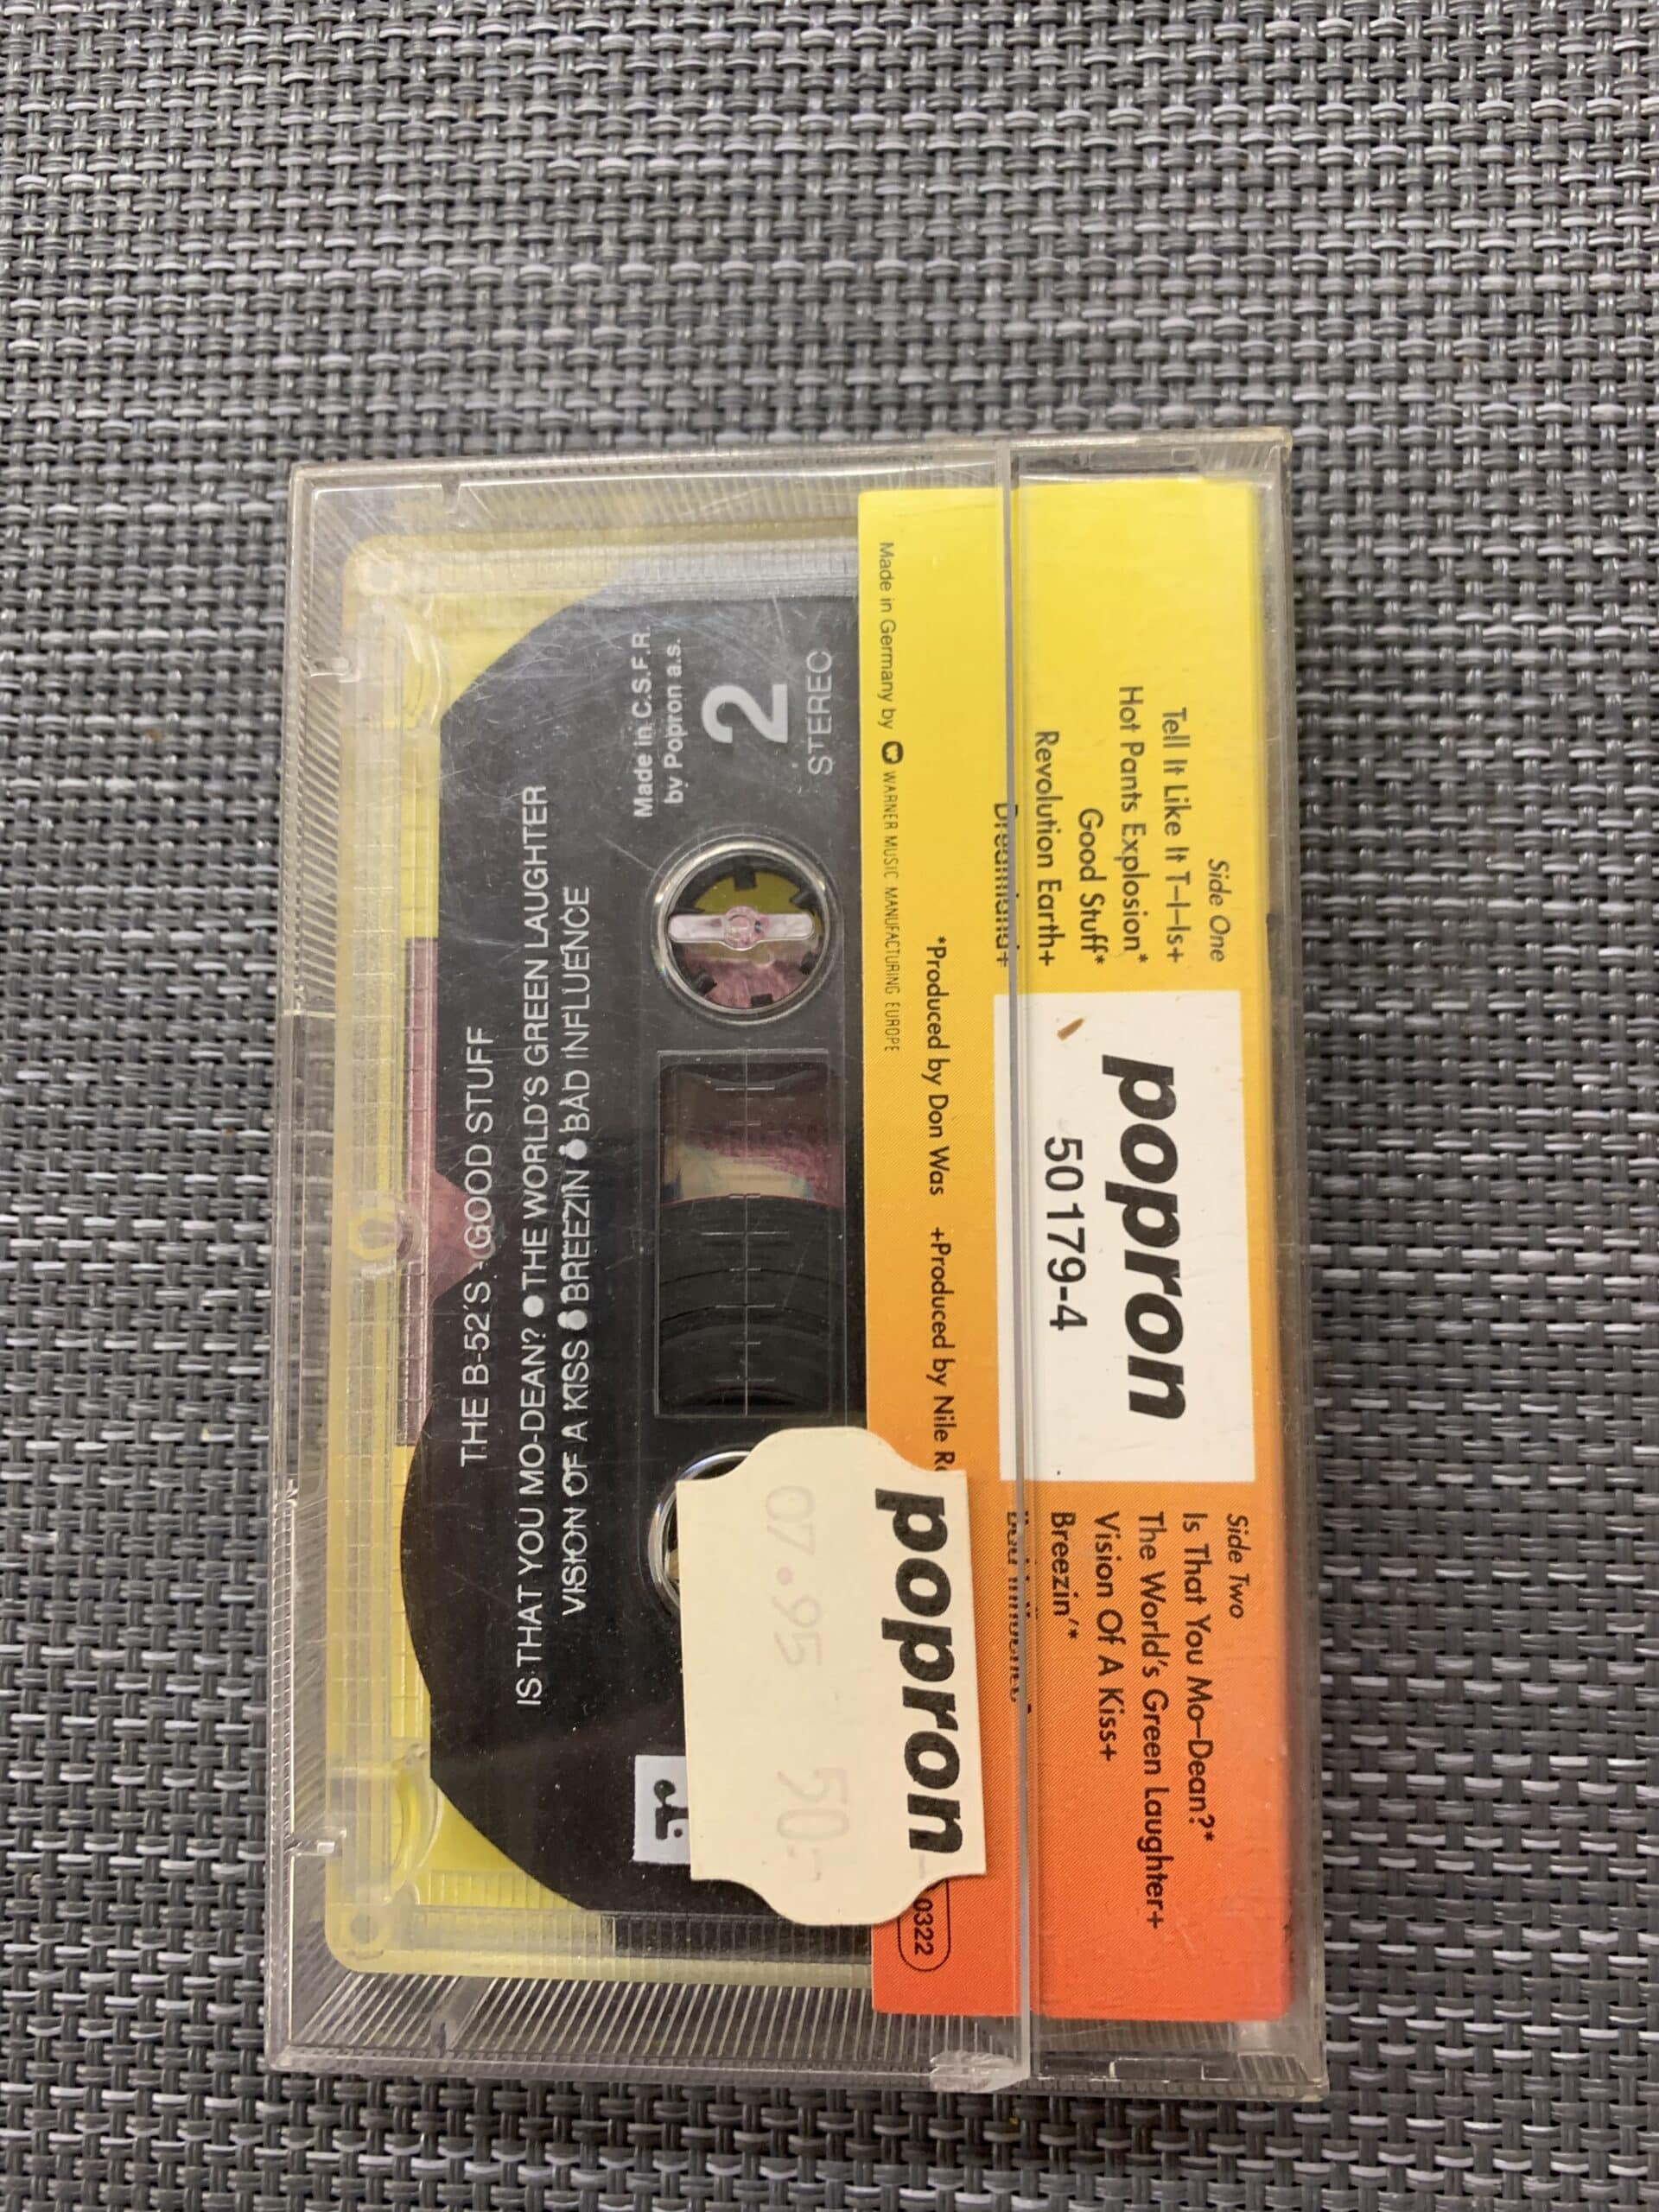 Side One
Tell It Like It T-I-Is+
Hot Pants Explosion*
Good Stuff*
Revolution Earth+
Dreamland+
popron
50 179-4
Side Two
Is That You Mo-Dean?*
The World's Green Laughter+
Vision Of A Kiss+
Breezin'*
Bad Influence
*Produced by Don Was +Produced by Nile
Made in Germany by WARNER MUSIC MANUFACTURING EUROPE
0322
popron
07.95 50,-
STEREO
2
Made in C.S.F.R.
by Popron a.s.
THE B-52'S - GOOD STUFF
IS THAT YOU MO-DEAN? ● THE WORLD'S GREEN LAUGHTER
VISION OF A KISS ● BREEZIN ● BAD INFLUENCE